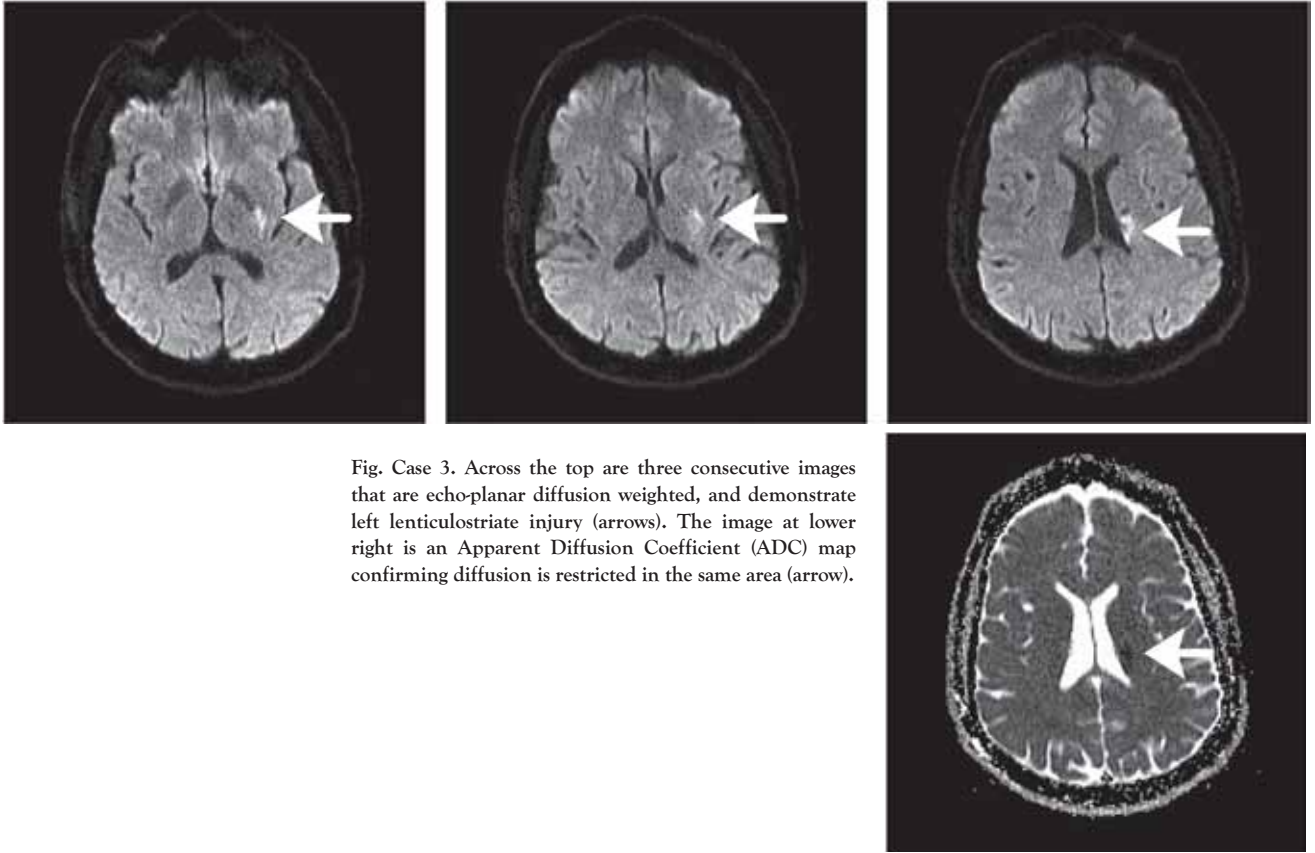 Fig. Case 3. Across the top are three consecutive images
that are echo-planar diffusion weighted, and demonstrate
left lenticulostriate injury (arrows). The image at lower
right is an Apparent Diffusion Coefficient (ADC) map
confirming diffusion is restricted in the same area (arrow).